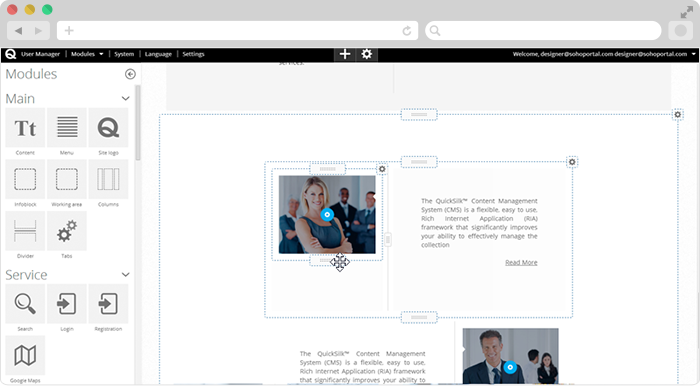 User Manager
Modules
System
Language
Settings
Welcome, designer@sohoportal.com designer@sohoportal.com
Modules
Main
Tt
Content
Menu
Site logo
Infoblock
Working area
Columns
Divider
Tabs
Service
Search
Login
Registration
Google Maps
services.
The QuickSilk™ Content Management
System (CMS) is a flexible, easy to use,
Rich Internet Application (RIA)
framework that significantly improves
your ability to effectively manage the
collection
Read More
The QuickSilk™ Content Management
System (CMS) is a flexible, easy to use,
Rich Internet Application (RIA)
framework that significantly improves